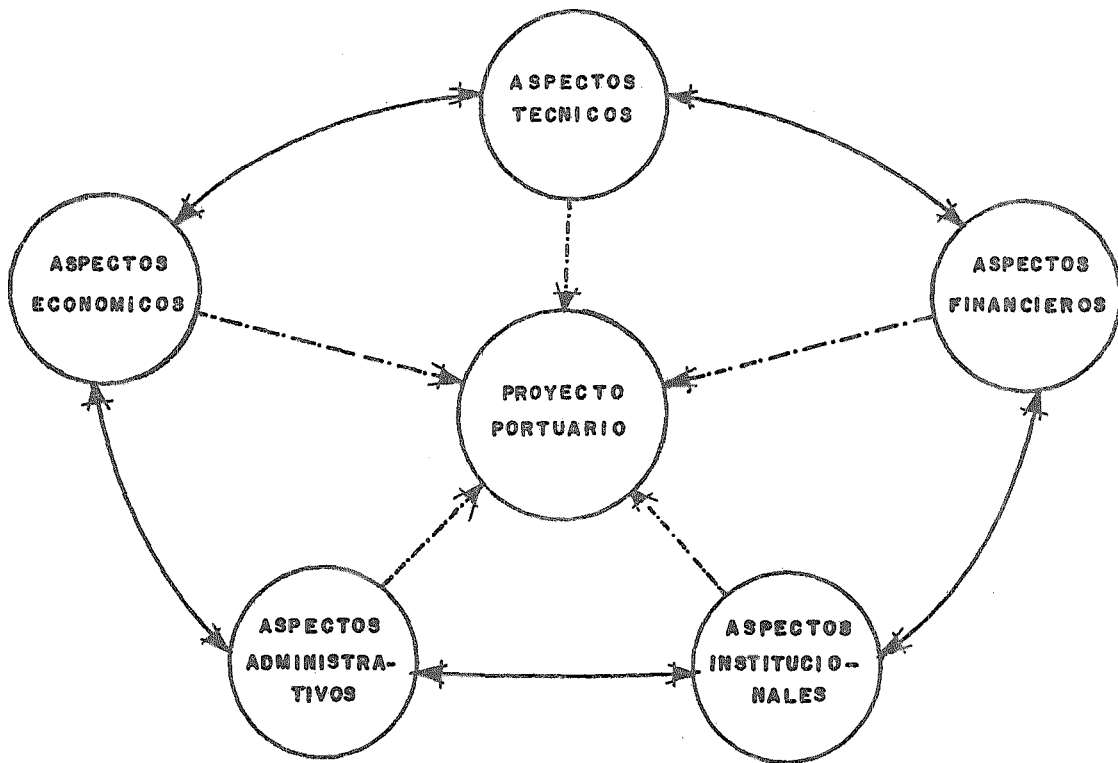 ASPECTOS
TECNICOS
ASPECTOS
ECONOMICOS
ASPECTOS
FINANCIEROS
PROYECTO
PORTUARIO
ASPECTOS
ADMINISTRA-
TIVOS
ASPECTOS
INSTITUCIO-
NALES